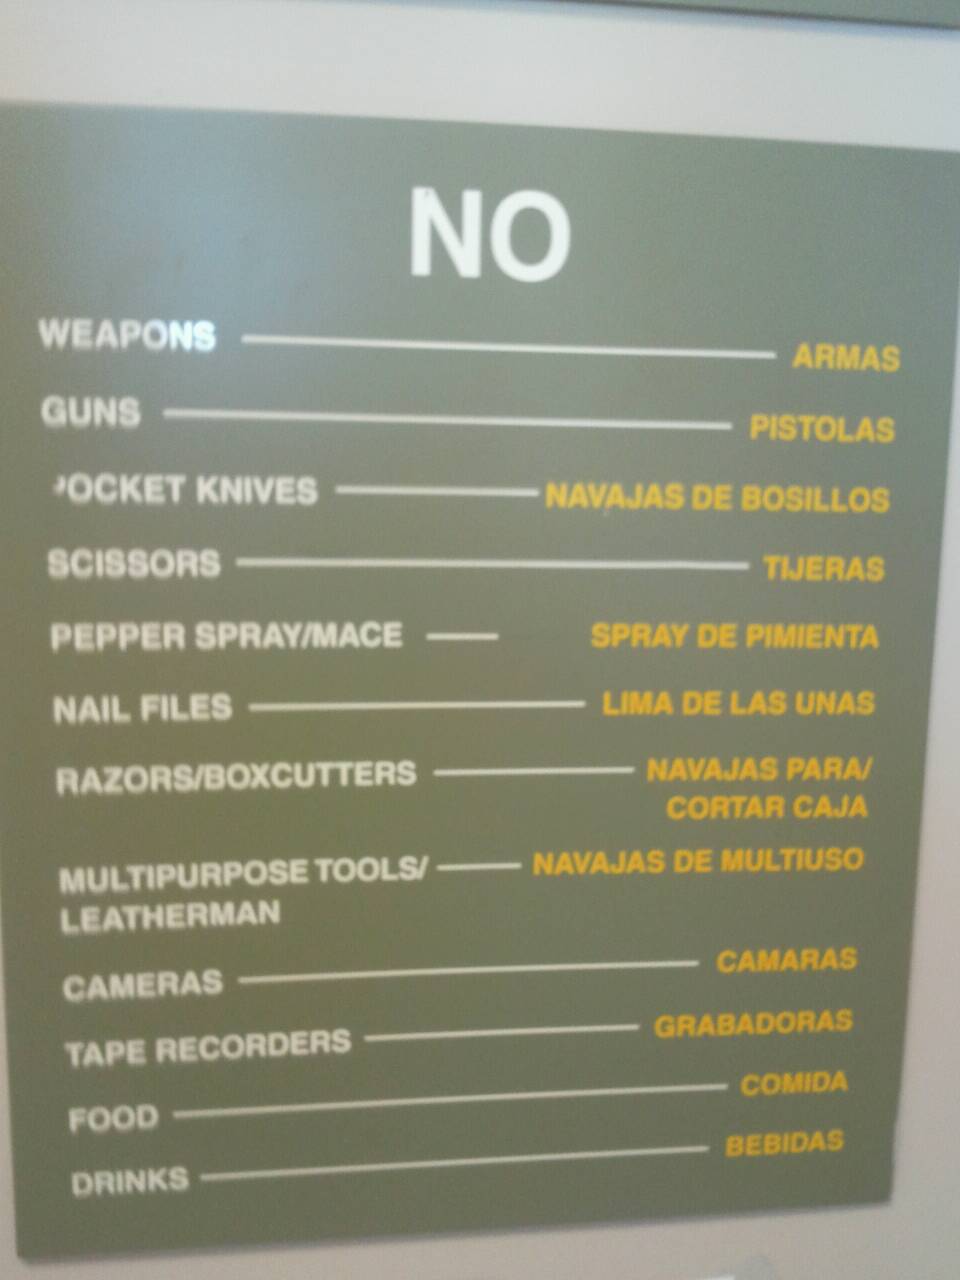 NO
WEAPONS ARMAS
GUNS PISTOLAS
POCKET KNIVES NAVAJAS DE BOSILLOS
SCISSORS TIJERAS
PEPPER SPRAY/MACE SPRAY DE PIMIENTA
NAIL FILES LIMA DE LAS UNAS
RAZORS/BOXCUTTERS NAVAJAS PARA/
CORTAR CAJA
MULTIPURPOSE TOOLS/ NAVAJAS DE MULTIUSO
LEATHERMAN
CAMERAS CAMARAS
TAPE RECORDERS GRABADORAS
FOOD COMIDA
DRINKS BEBIDAS